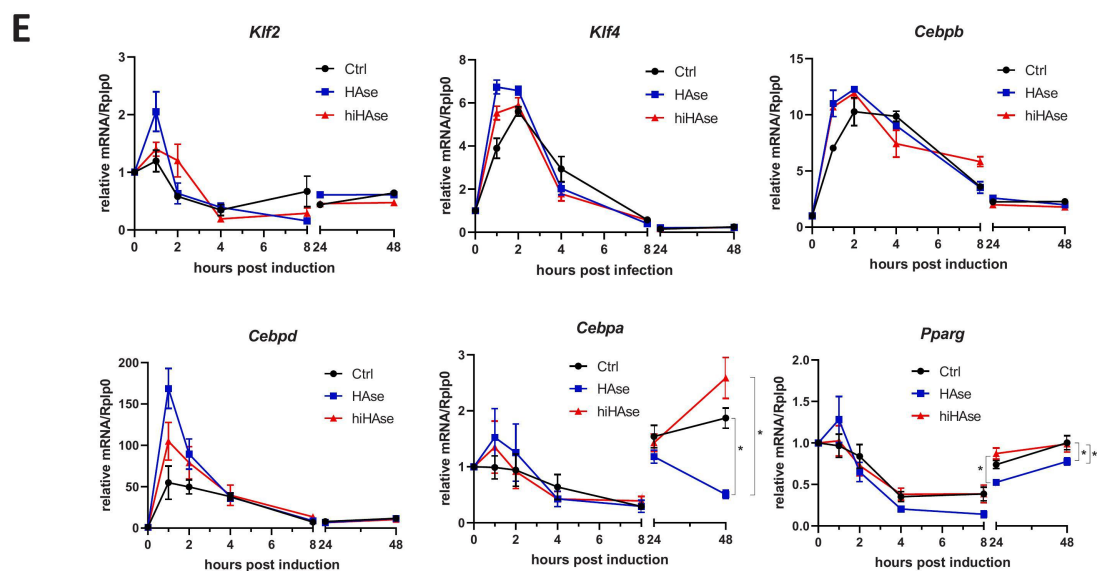 E
Klf2
relative mRNA/Rplp0
3
2
1
0
Ctrl
HAse
hiHAse
0 2 4 6 8 24 48
hours post induction
Klf4
relative mRNA/Rplp0
8
6
4
2
0
Ctrl
HAse
hiHAse
0 2 4 6 8 24 48
hours post infection
Cebpb
relative mRNA/Rplp0
15
10
5
0
Ctrl
HAse
hiHAse
0 2 4 6 8 24 48
hours post induction
Cebpd
relative mRNA/Rplp0
200
150
100
50
0
Ctrl
HAse
hiHAse
0 2 4 6 8 24 48
hours post induction
Cebpa
relative mRNA/Rplp0
3
2
1
0
Ctrl
HAse
hiHAse
* *
0 2 4 6 8 24 48
hours post induction
Pparg
relative mRNA/Rplp0
2.0
1.5
1.0
0.5
0.0
Ctrl
HAse
hiHAse
* * *
0 2 4 6 8 24 48
hours post induction